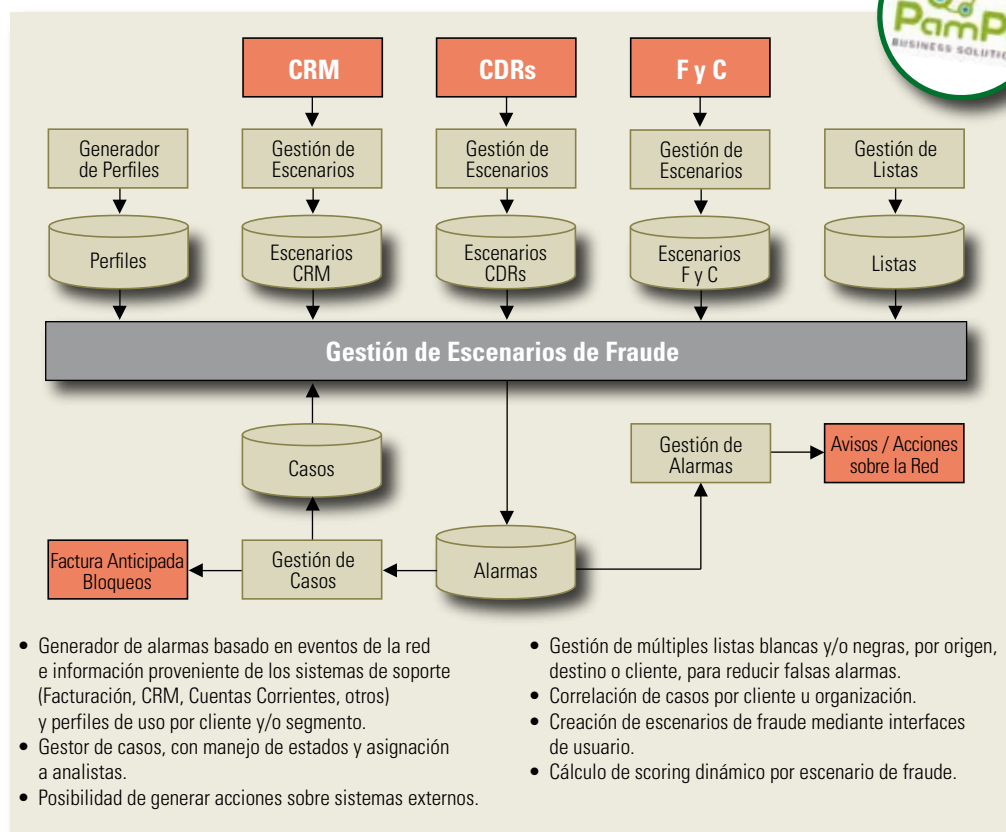 PamP
BUSINESS SOLUTIO
CRM
CDRs
F y C
Generador
de Perfiles
Gestión de
Escenarios
Gestión de
Escenarios
Gestión de
Escenarios
Gestión de
Listas
Perfiles
Escenarios
CRM
Escenarios
CDRs
Escenarios
F y C
Listas
Gestión de Escenarios de Fraude
Casos
Gestión de
Alarmas
Avisos / Acciones
sobre la Red
Factura Anticipada
Bloqueos
Gestión de
Casos
Alarmas
• Generador de alarmas basado en eventos de la red
e información proveniente de los sistemas de soporte
(Facturación, CRM, Cuentas Corrientes, otros)
y perfiles de uso por cliente y/o segmento.
• Gestor de casos, con manejo de estados y asignación
a analistas.
• Posibilidad de generar acciones sobre sistemas externos.
• Gestión de múltiples listas blancas y/o negras, por origen,
destino o cliente, para reducir falsas alarmas.
• Correlación de casos por cliente u organización.
• Creación de escenarios de fraude mediante interfaces
de usuario.
• Cálculo de scoring dinámico por escenario de fraude.